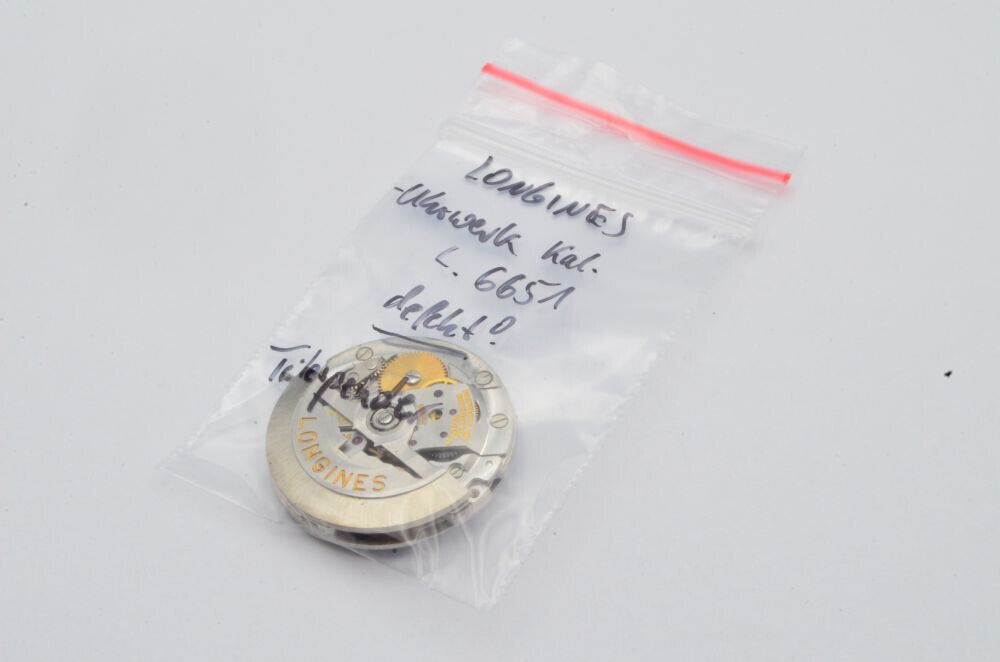 LONGINES
-Uhrwerk Kal.
L. 6651
defekt!
Teilespender
LONGINES